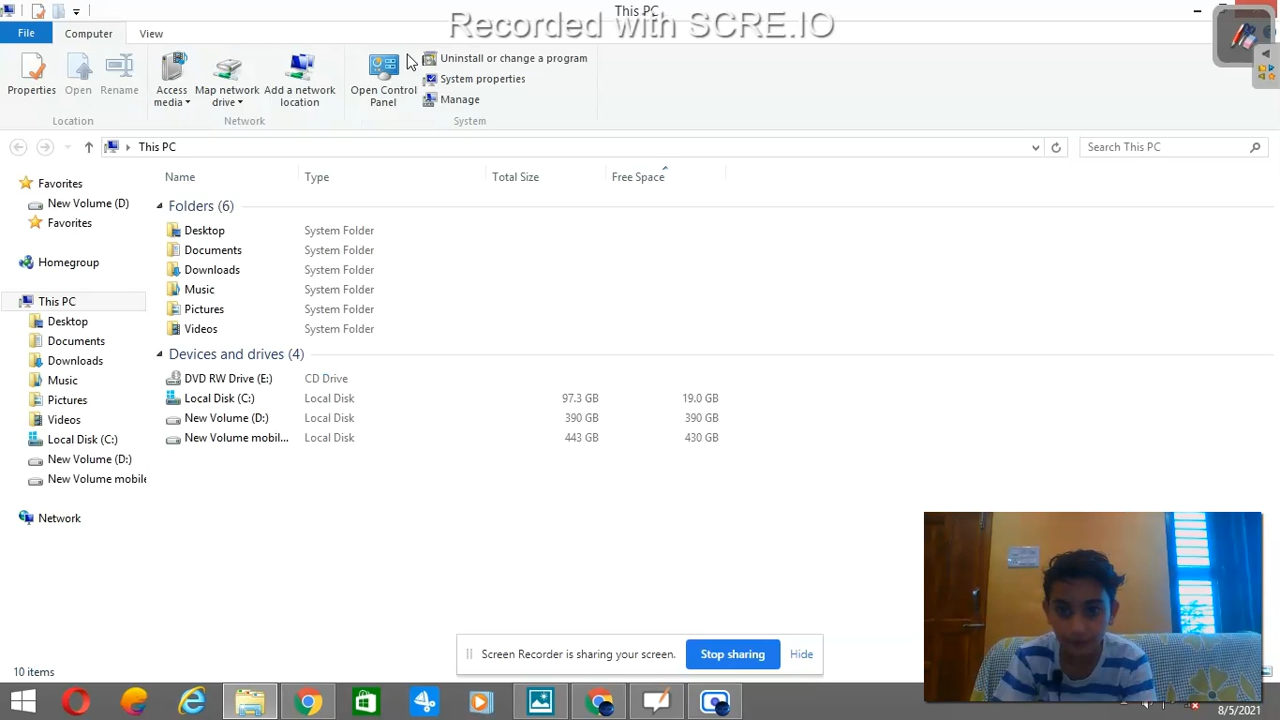 This PC
Recorded with SCRE.IO
File
Computer
View
Properties
Open
Rename
Access media
Map network drive
Add a network location
Open Control Panel
Uninstall or change a program
System properties
Manage
Location
Network
System
This PC
Search This PC
Name
Type
Total Size
Free Space
Favorites
New Volume (D)
Favorites
Homegroup
This PC
Desktop
Documents
Downloads
Music
Pictures
Videos
Local Disk (C:)
New Volume (D:)
New Volume mobile
Network
Folders (6)
Desktop System Folder
Documents System Folder
Downloads System Folder
Music System Folder
Pictures System Folder
Videos System Folder
Devices and drives (4)
DVD RW Drive (E:) CD Drive
Local Disk (C:) Local Disk 97.3 GB 19.0 GB
New Volume (D:) Local Disk 390 GB 390 GB
New Volume mobil... Local Disk 443 GB 430 GB
Screen Recorder is sharing your screen.
Stop sharing
Hide
10 items
8/5/2021